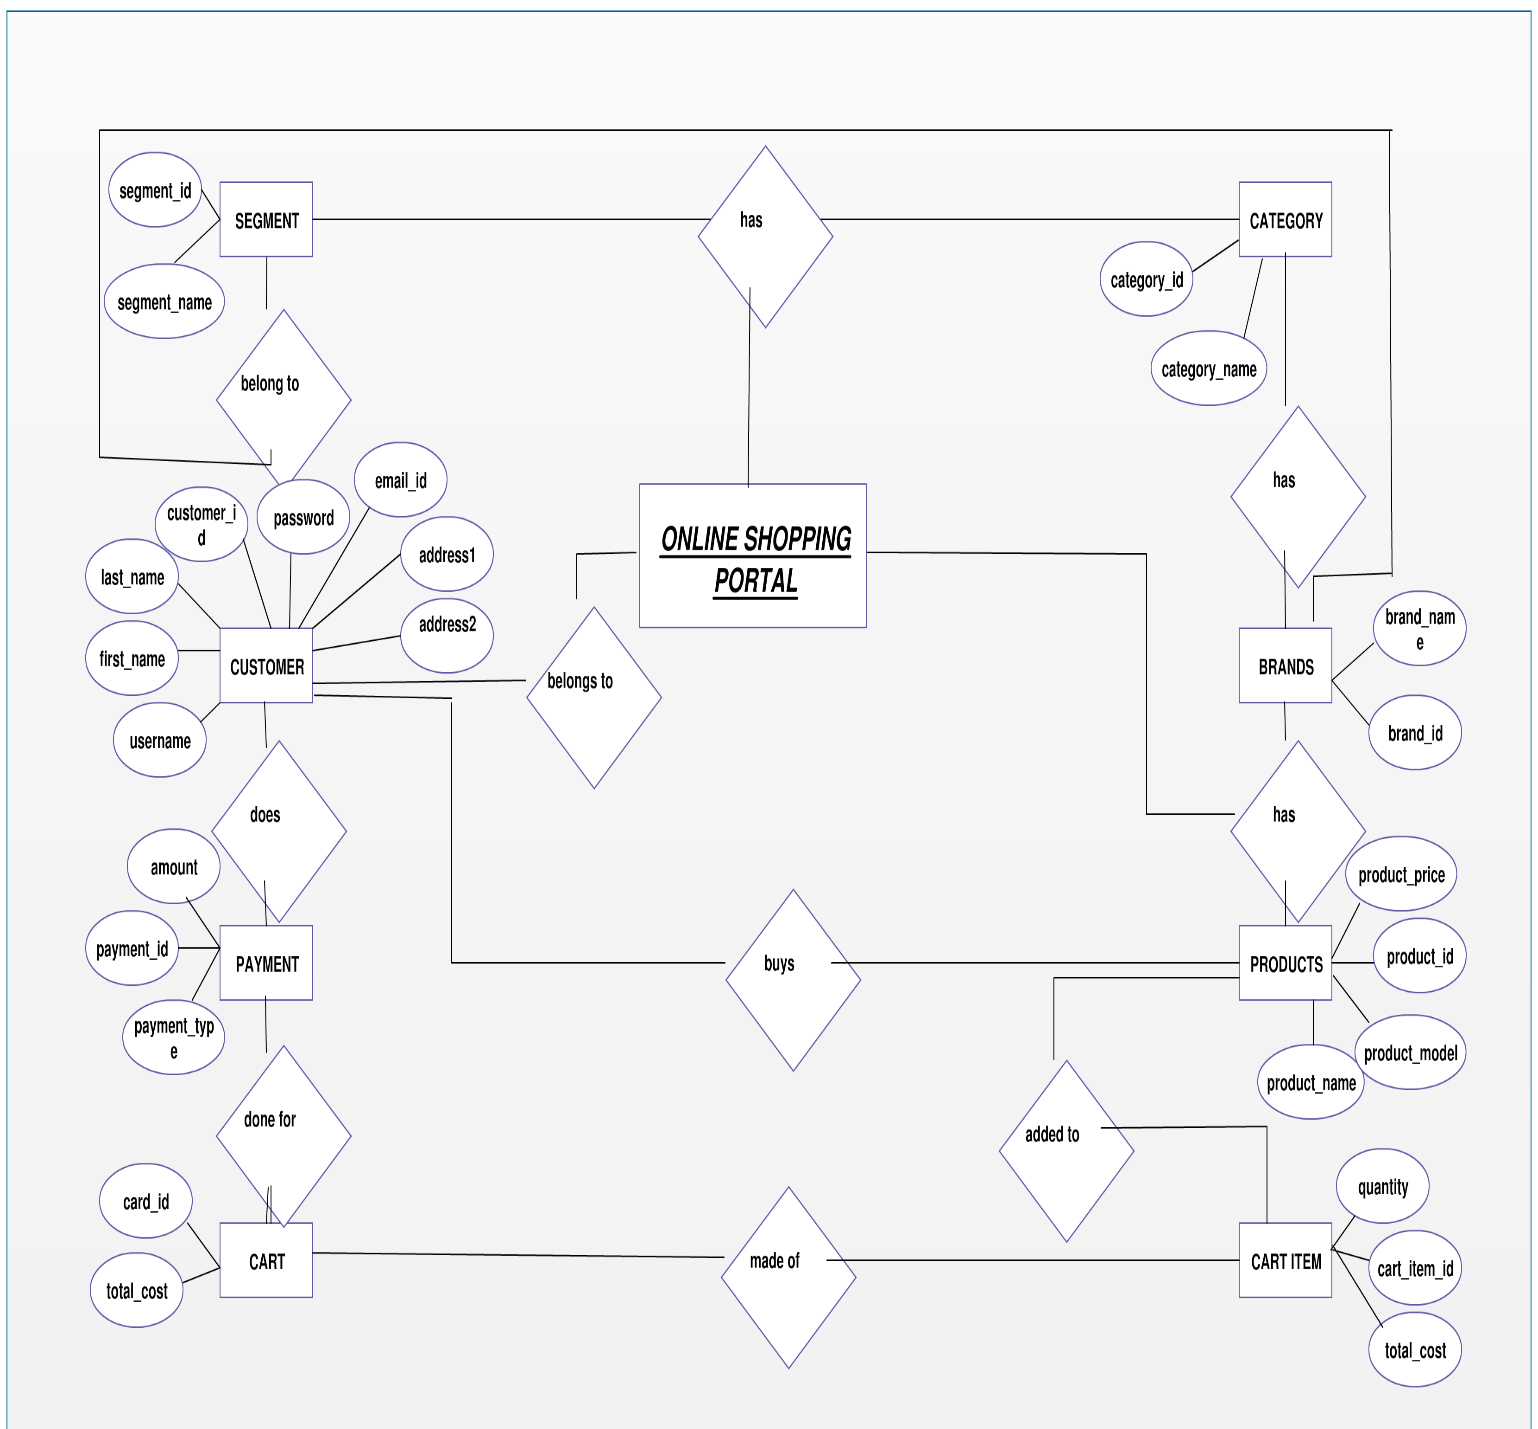 segment_id
SEGMENT
has
CATEGORY
segment_name
category_id
category_name
belong to
email_id
has
customer_i
d
password
ONLINE SHOPPING
PORTAL
address1
last_name
address2
first_name
CUSTOMER
belongs to
BRANDS
brand_nam
e
username
brand_id
does
has
amount
product_price
payment_id
PAYMENT
buys
PRODUCTS
product_id
payment_typ
e
product_model
product_name
done for
added to
card_id
quantity
CART
made of
CART ITEM
cart_item_id
total_cost
total_cost